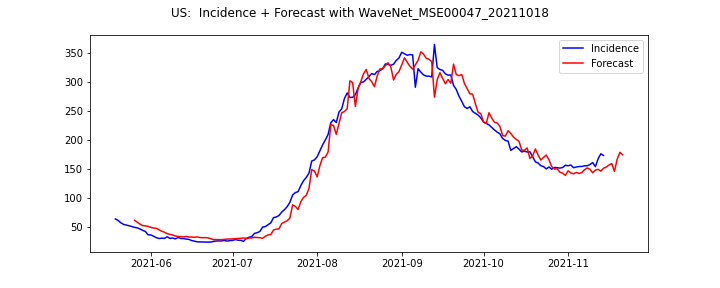 US:  Incidence + Forecast with WaveNet_MSE00047_20211018
Incidence
Forecast
350
300
250
200
150
100
50
2021-06 2021-07 2021-08 2021-09 2021-10 2021-11